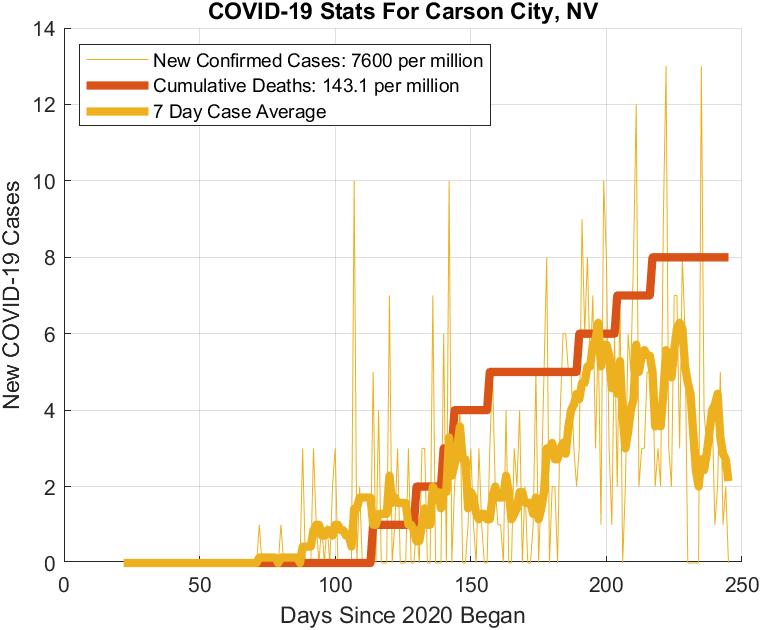 COVID-19 Stats For Carson City, NV
14
12
10
8
6
4
2
0
New Confirmed Cases: 7600 per million
Cumulative Deaths: 143.1 per million
7 Day Case Average
New COVID-19 Cases
0
50
100
150
200
250
Days Since 2020 Began